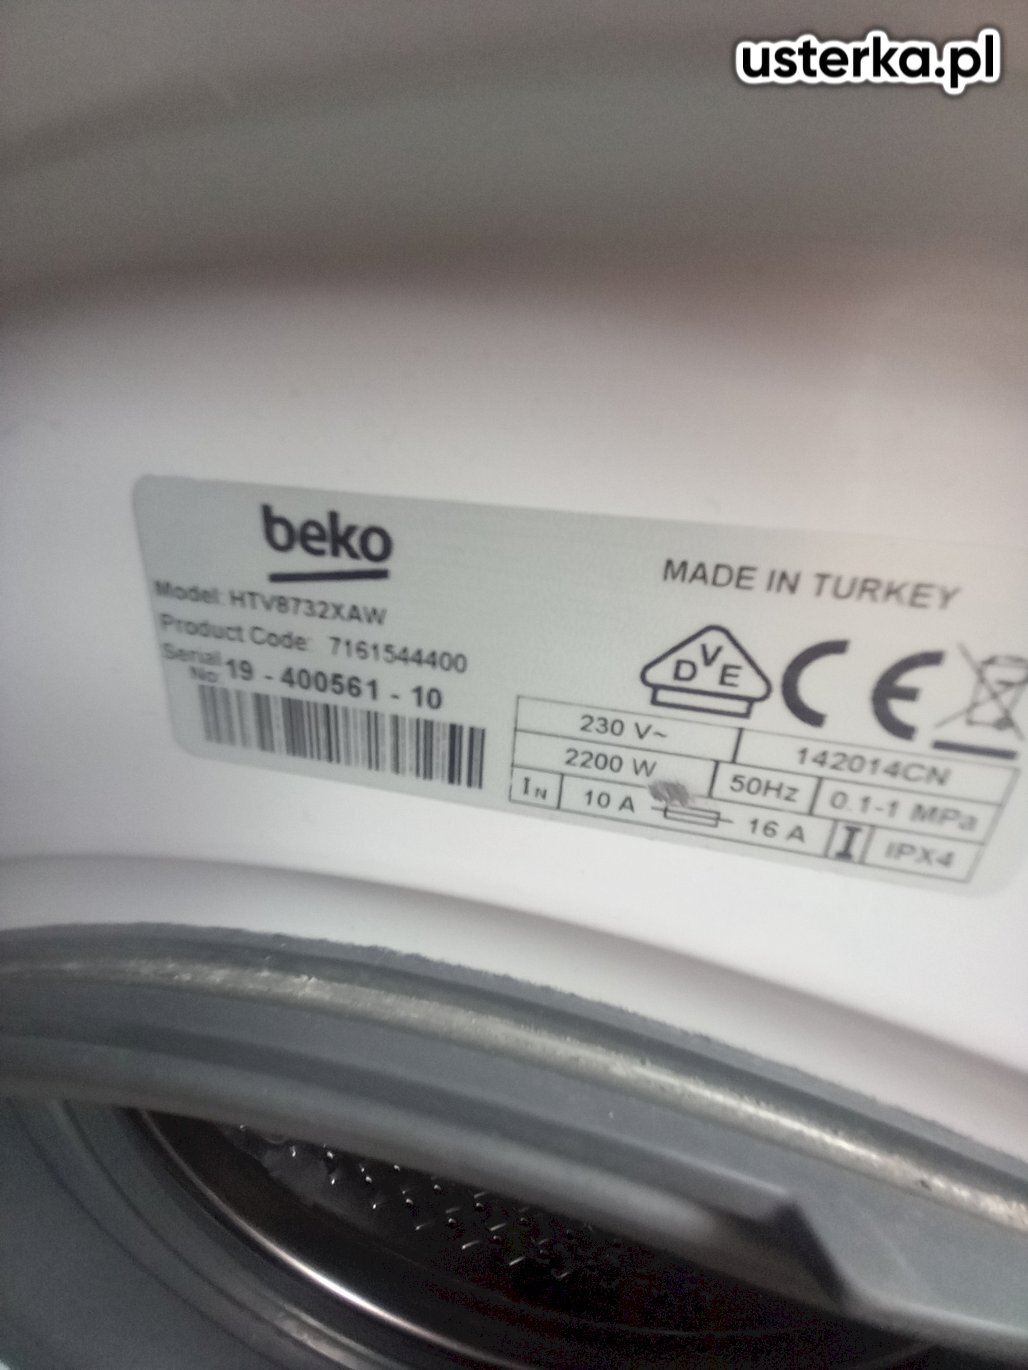 usterka.pl
beko
Model: HTV8732XAW
Product Code: 7161544400
Serial No 19 - 400561 - 10
MADE IN TURKEY
DVE
CE
230 V~
142014CN
2200 W
50Hz
0.1-1 MPa
IN
10 A
16 A
I
IPX4